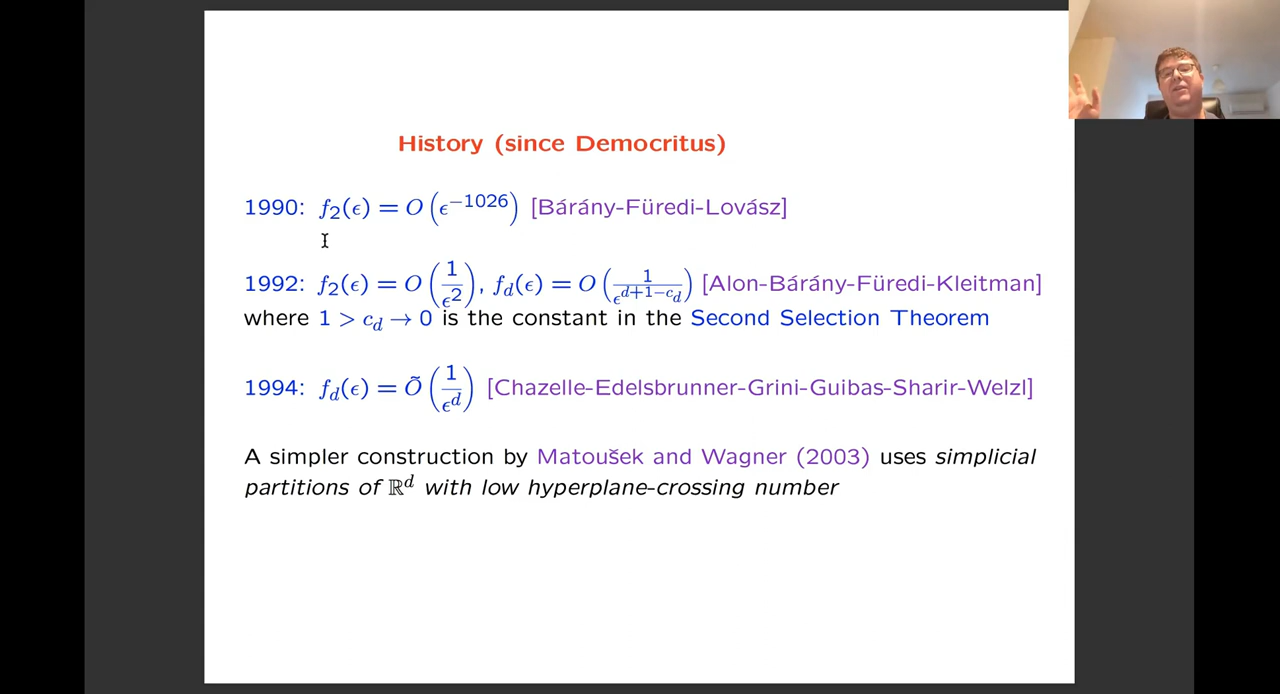 History (since Democritus)
1990: f₂(ϵ) = O(ϵ⁻¹⁰²⁶) [Bárány-Füredi-Lovász]
1992: f₂(ϵ) = O(1/ϵ²), f_d(ϵ) = O(1/ϵ^{d+1−c_d}) [Alon-Bárány-Füredi-Kleitman]
where 1 > c_d → 0 is the constant in the Second Selection Theorem
1994: f_d(ϵ) = Õ(1/ϵ^d) [Chazelle-Edelsbrunner-Grini-Guibas-Sharir-Welzl]
A simpler construction by Matoušek and Wagner (2003) uses simplicial
partitions of ℝ^d with low hyperplane-crossing number